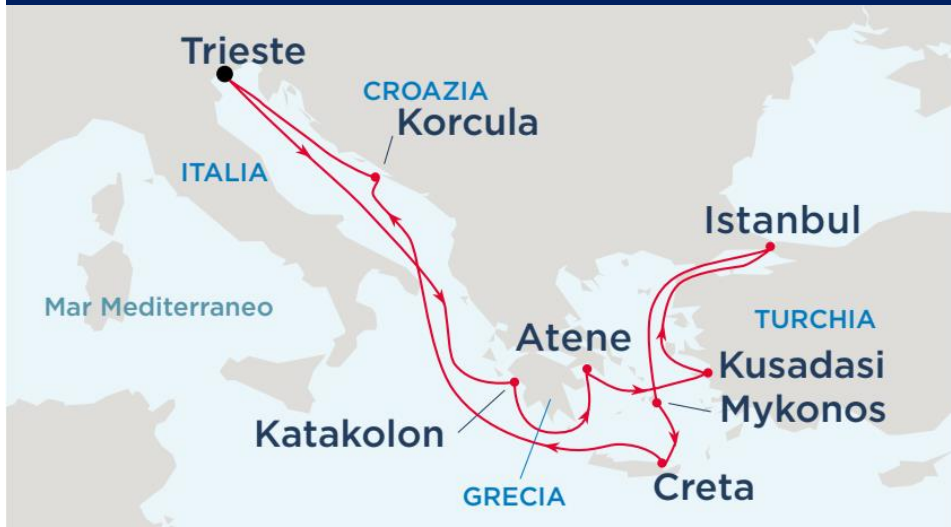 Trieste
CROAZIA
Korcula
ITALIA
Istanbul
Mar Mediterraneo
TURCHIA
Atene
Kusadasi
Mykonos
Katakolon
Creta
GRECIA